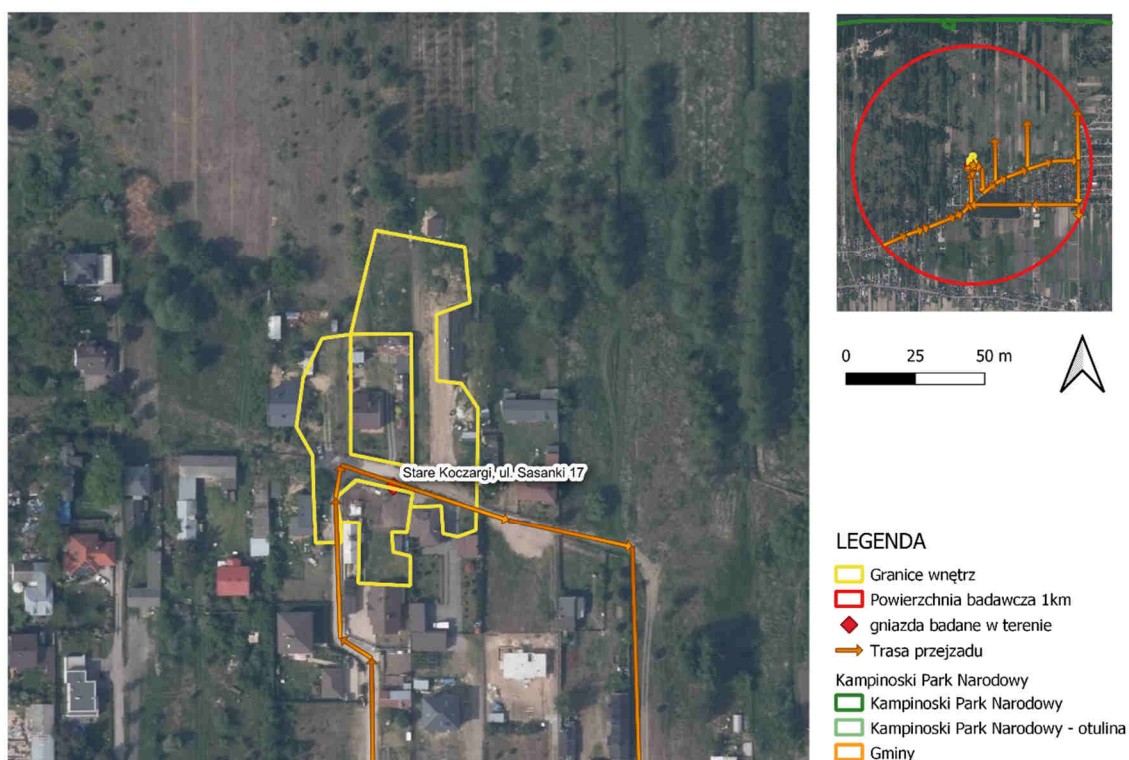 Stare Koczargi, ul. Sasanki 17
0 25 50 m
LEGENDA
Granice wnętrz
Powierzchnia badawcza 1km
gniazda badane w terenie
Trasa przejzadu
Kampinoski Park Narodowy
Kampinoski Park Narodowy
Kampinoski Park Narodowy - otulina
Gminy